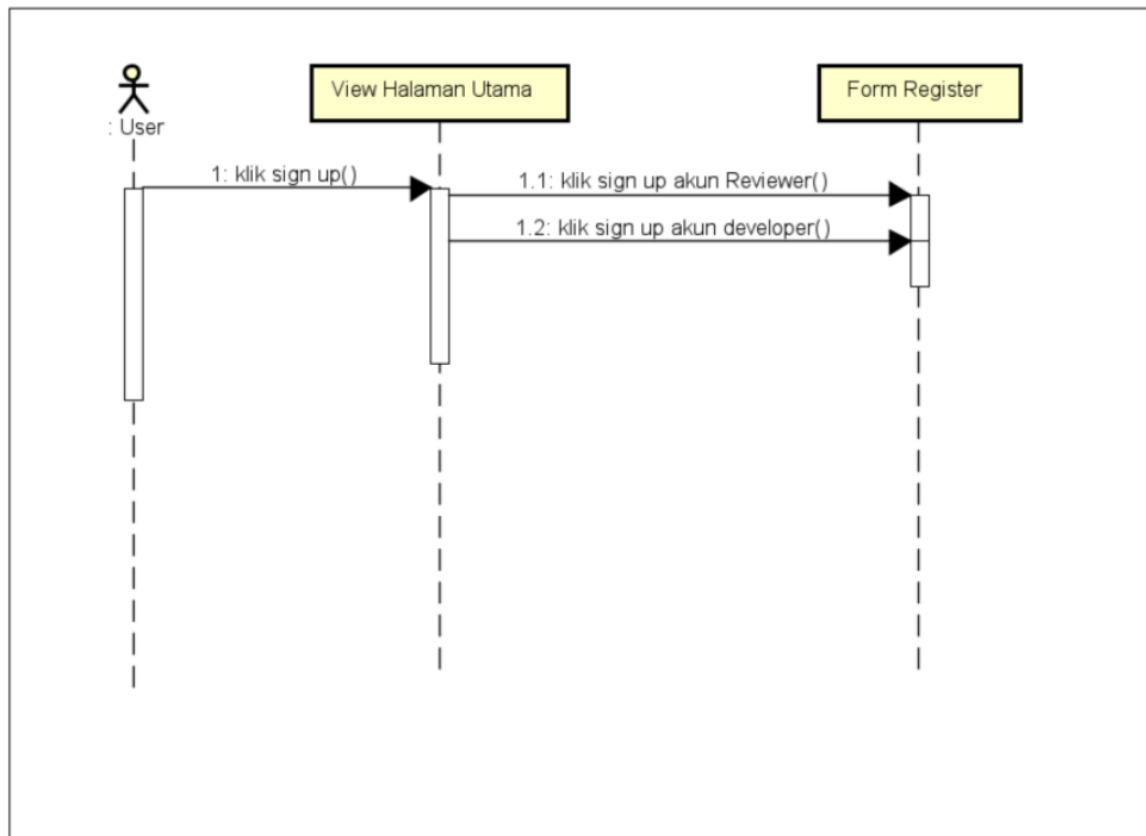 View Halaman Utama
Form Register
: User
1: klik sign up()
1.1: klik sign up akun Reviewer()
1.2: klik sign up akun developer()